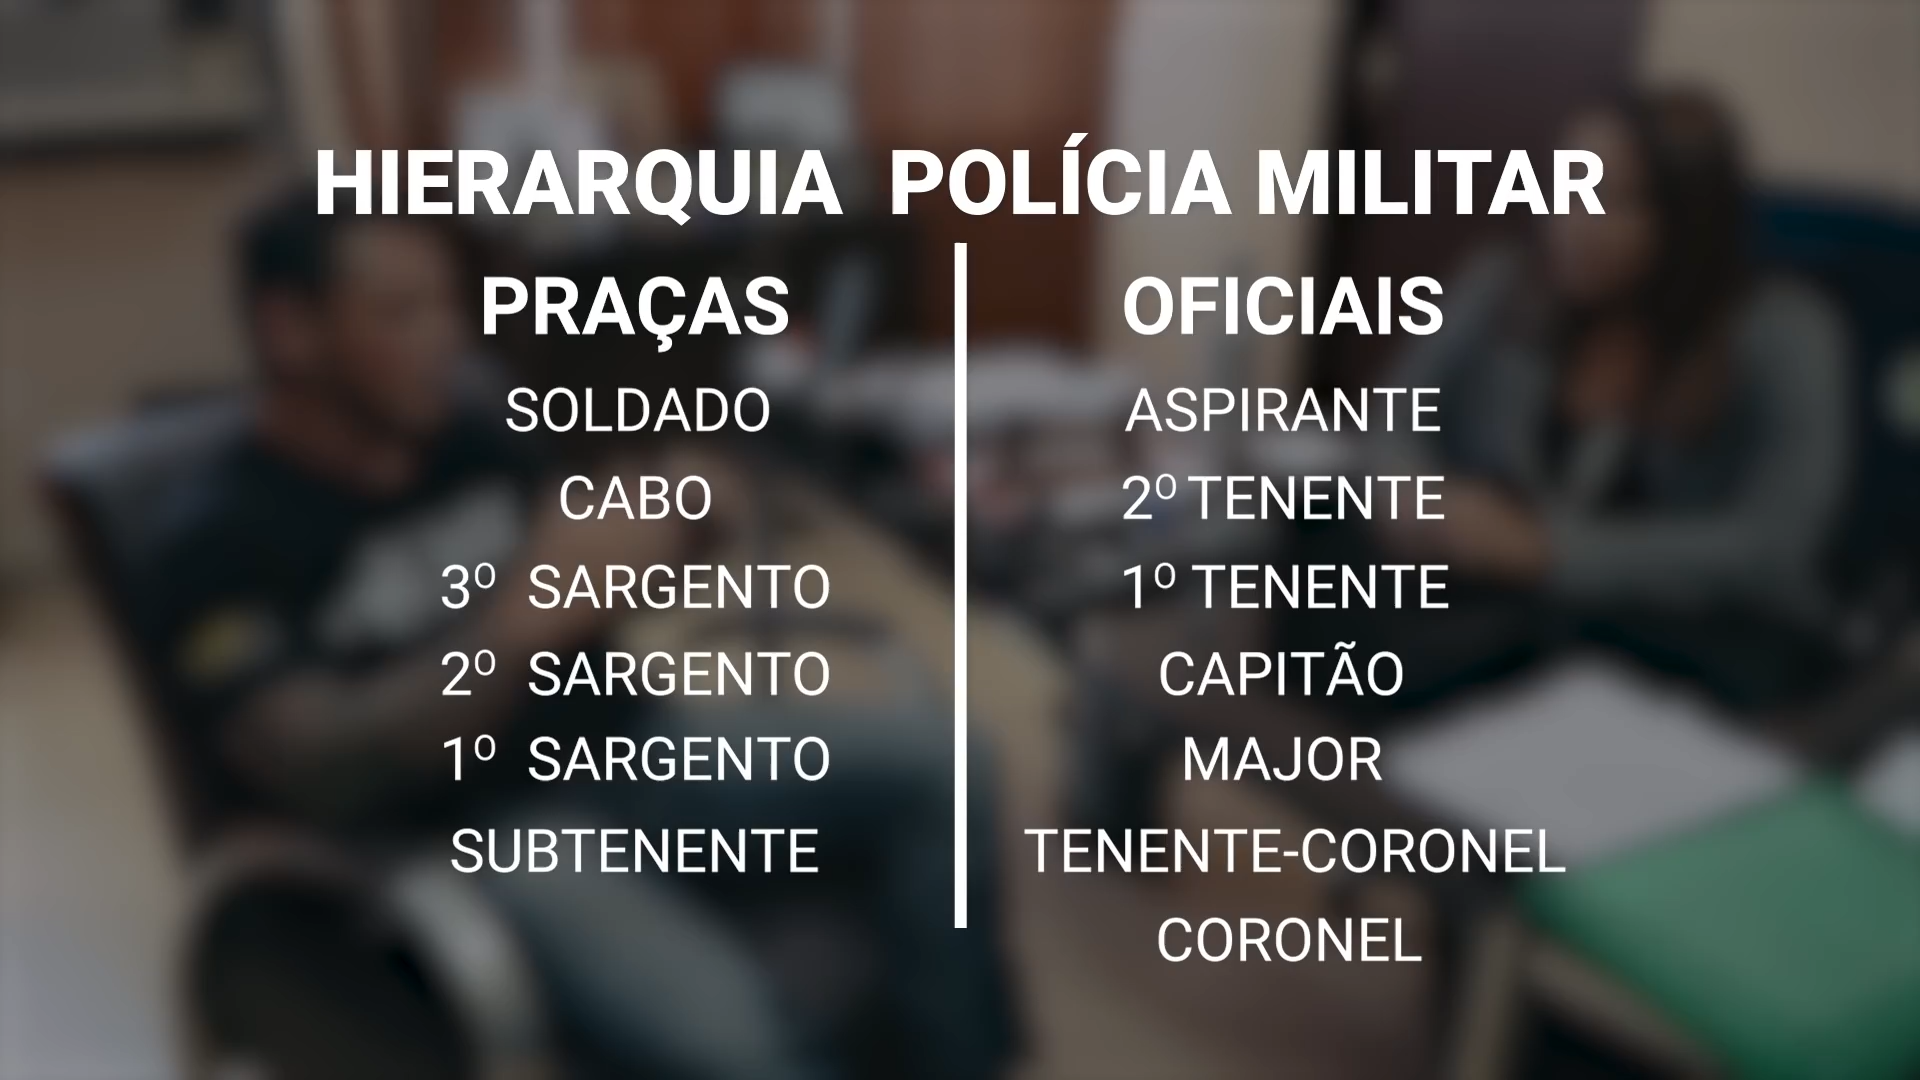 HIERARQUIA POLÍCIA MILITAR
PRAÇAS
SOLDADO
CABO
3º SARGENTO
2º SARGENTO
1º SARGENTO
SUBTENENTE
OFICIAIS
ASPIRANTE
2º TENENTE
1º TENENTE
CAPITÃO
MAJOR
TENENTE-CORONEL
CORONEL